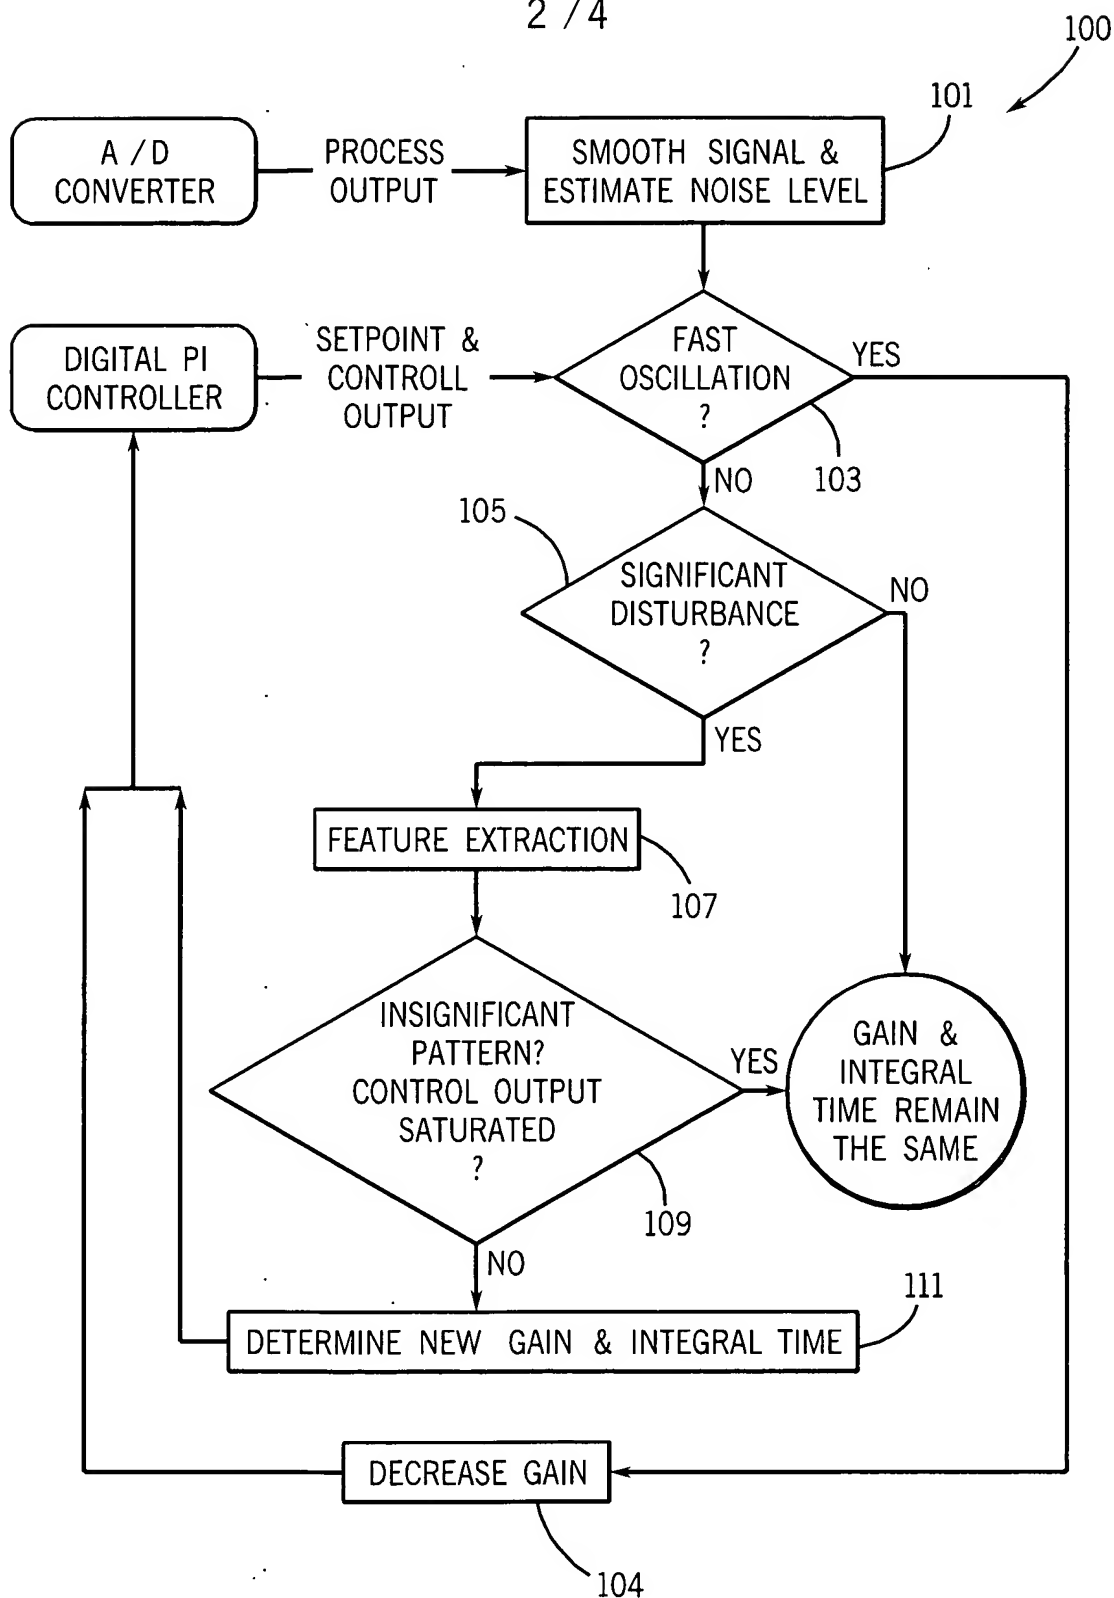 2 / 4
100
101
A / D
CONVERTER
PROCESS
OUTPUT
SMOOTH SIGNAL &
ESTIMATE NOISE LEVEL
DIGITAL PI
CONTROLLER
SETPOINT &
CONTROLL
OUTPUT
FAST
OSCILLATION
?
YES
103
NO
105
SIGNIFICANT
DISTURBANCE
?
NO
YES
FEATURE EXTRACTION
107
INSIGNIFICANT
PATTERN?
CONTROL OUTPUT
SATURATED
?
YES
GAIN &
INTEGRAL
TIME REMAIN
THE SAME
109
NO
111
DETERMINE NEW GAIN & INTEGRAL TIME
DECREASE GAIN
104